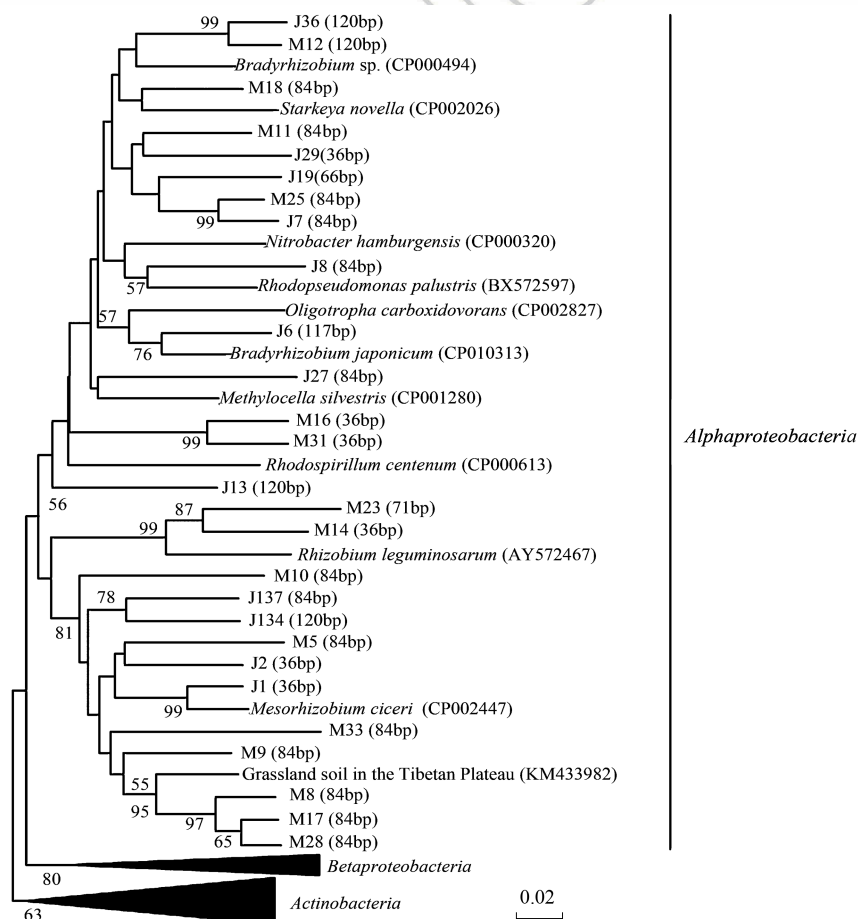 99
J36 (120bp)
M12 (120bp)
Bradyrhizobium sp. (CP000494)
M18 (84bp)
Starkeya novella (CP002026)
M11 (84bp)
J29(36bp)
J19(66bp)
M25 (84bp)
99
J7 (84bp)
Nitrobacter hamburgensis (CP000320)
J8 (84bp)
57
Rhodopseudomonas palustris (BX572597)
57
Oligotropha carboxidovorans (CP002827)
J6 (117bp)
76
Bradyrhizobium japonicum (CP010313)
J27 (84bp)
Methylocella silvestris (CP001280)
M16 (36bp)
99
M31 (36bp)
Alphaproteobacteria
Rhodospirillum centenum (CP000613)
J13 (120bp)
56
87
M23 (71bp)
99
M14 (36bp)
Rhizobium leguminosarum (AY572467)
M10 (84bp)
78
J137 (84bp)
J134 (120bp)
81
M5 (84bp)
J2 (36bp)
J1 (36bp)
99
Mesorhizobium ciceri (CP002447)
M33 (84bp)
M9 (84bp)
55
Grassland soil in the Tibetan Plateau (KM433982)
95
M8 (84bp)
97
M17 (84bp)
65
M28 (84bp)
Betaproteobacteria
80
Actinobacteria
63
0.02